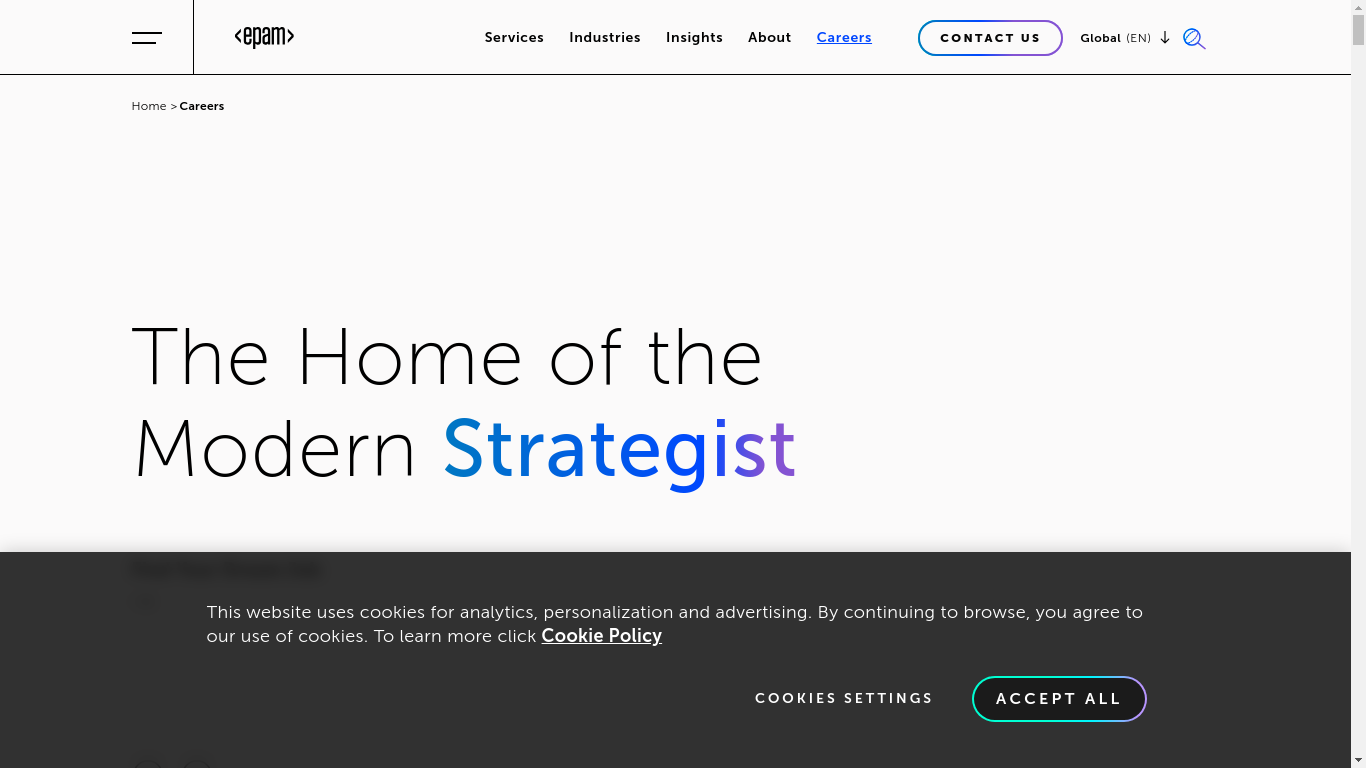 <epam>
Services
Industries
Insights
About
Careers
CONTACT US
Global (EN)
Home > Careers
The Home of the
Modern Strategist
This website uses cookies for analytics, personalization and advertising. By continuing to browse, you agree to
our use of cookies. To learn more click Cookie Policy
COOKIES SETTINGS
ACCEPT ALL